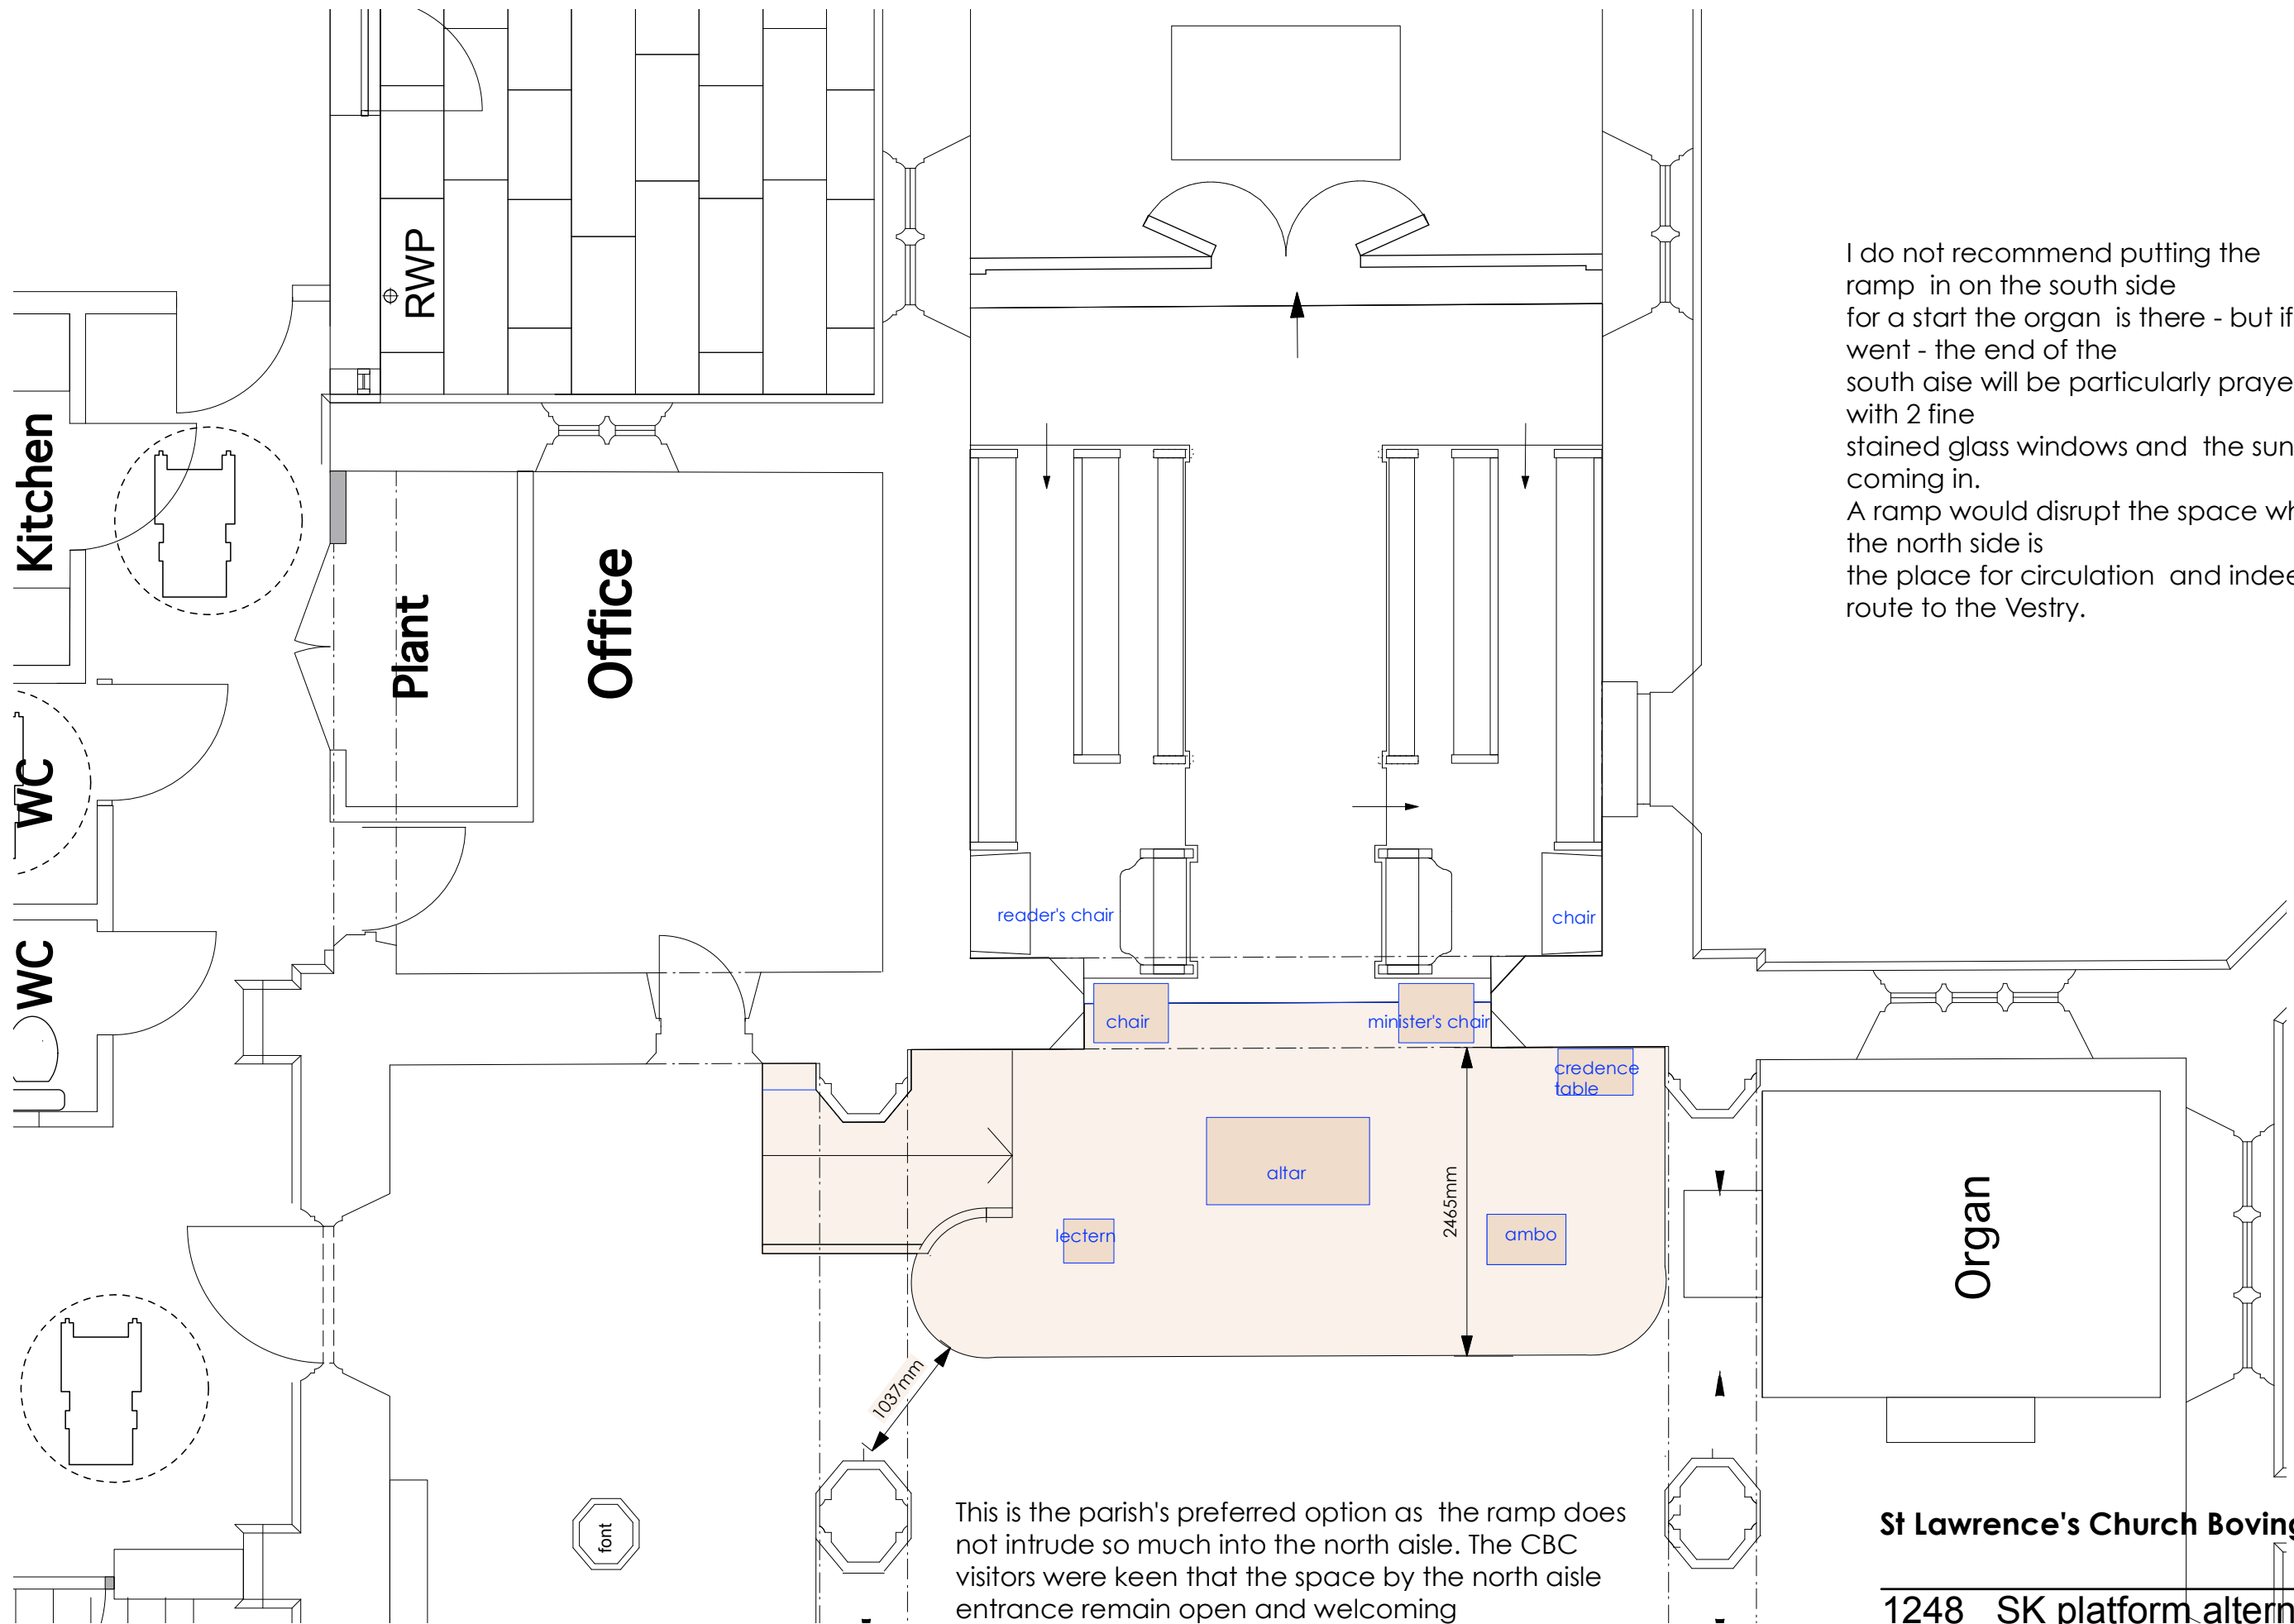 RWP
Kitchen
Plant
Office
WC
WC
I do not recommend putting the
ramp in on the south side
for a start the organ is there - but if
went - the end of the
south aise will be particularly
with 2 fine
stained glass windows and the sun
coming in.
A ramp would disrupt the space
the north side is
the place for circulation and
route to the Vestry.
reader's chair
chair
chair
minister's chair
credence
table
altar
lectern
ambo
2465mm
1037mm
Organ
font
This is the parish's preferred option as the ramp does
not intrude so much into the north aisle. The CBC
visitors were keen that the space by the north aisle
entrance remain open and welcoming
St Lawrence's Church
1248 SK platform